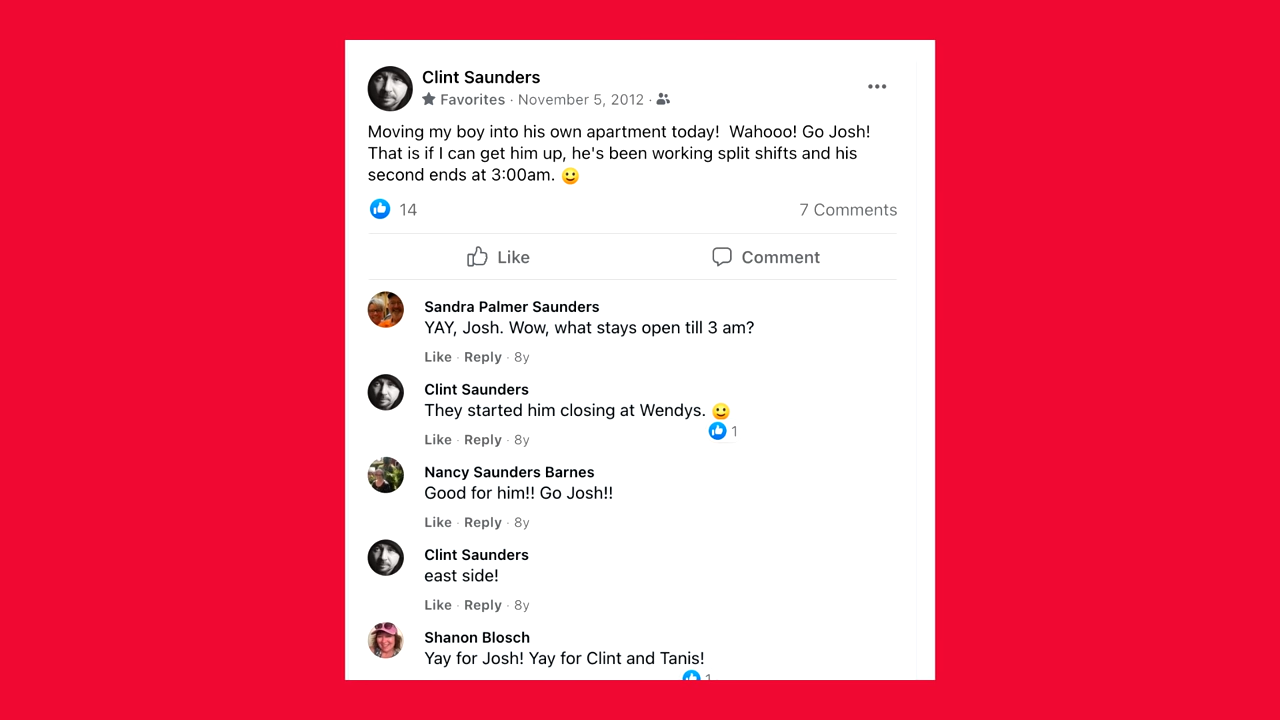 Clint Saunders
Favorites · November 5, 2012 ·
Moving my boy into his own apartment today!  Wahooo! Go Josh!
That is if I can get him up, he's been working split shifts and his
second ends at 3:00am. 🙂
14
7 Comments
Like
Comment
Sandra Palmer Saunders
YAY, Josh. Wow, what stays open till 3 am?
Like · Reply · 8y
Clint Saunders
They started him closing at Wendys. 🙂
1
Like · Reply · 8y
Nancy Saunders Barnes
Good for him!! Go Josh!!
Like · Reply · 8y
Clint Saunders
east side!
Like · Reply · 8y
Shanon Blosch
Yay for Josh! Yay for Clint and Tanis!
1